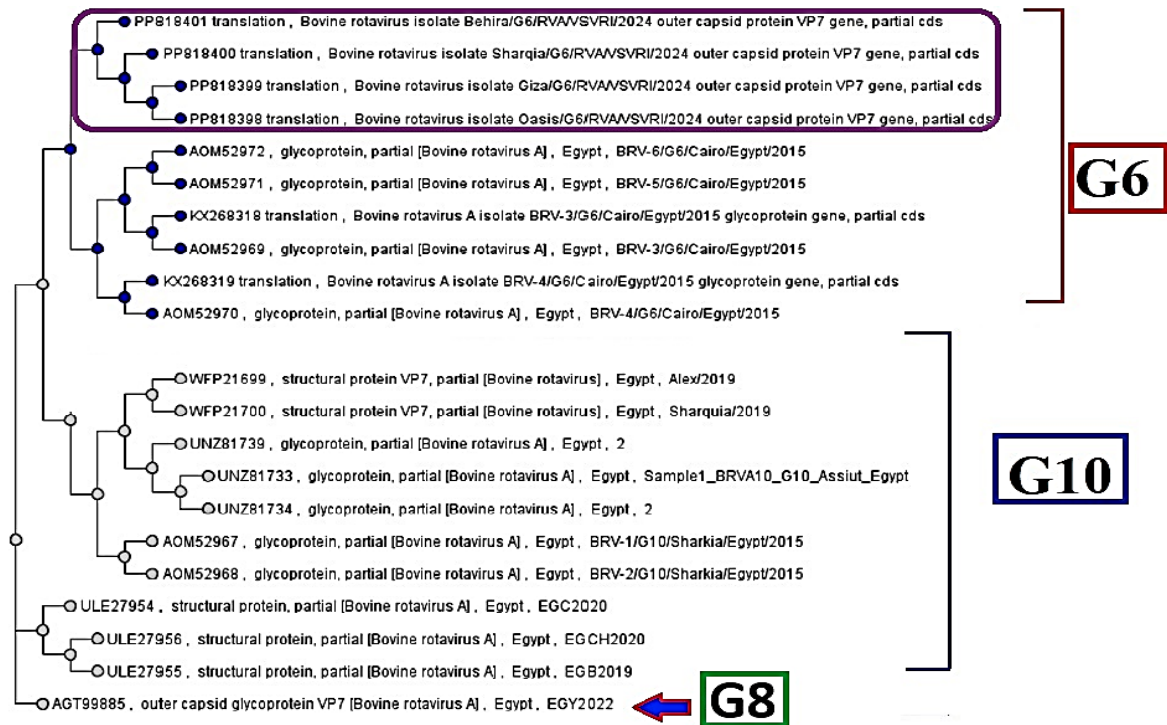 PP818401 translation , Bovine rotavirus isolate Behira/G6/RVA/VSVRI/2024 outer capsid protein VP7 gene, partial cds
PP818400 translation , Bovine rotavirus isolate Sharqia/G6/RVA/VSVRI/2024 outer capsid protein VP7 gene, partial cds
PP818399 translation , Bovine rotavirus isolate Giza/G6/RVA/VSVRI/2024 outer capsid protein VP7 gene, partial cds
PP818398 translation , Bovine rotavirus isolate Oasis/G6/RVA/VSVRI/2024 outer capsid protein VP7 gene, partial cds
AOM52972 , glycoprotein, partial [Bovine rotavirus A] , Egypt , BRV-6/G6/Cairo/Egypt/2015
AOM52971 , glycoprotein, partial [Bovine rotavirus A] , Egypt , BRV-5/G6/Cairo/Egypt/2015
G6
KX268318 translation , Bovine rotavirus A isolate BRV-3/G6/Cairo/Egypt/2015 glycoprotein gene, partial cds
AOM52969 , glycoprotein, partial [Bovine rotavirus A] , Egypt , BRV-3/G6/Cairo/Egypt/2015
KX268319 translation , Bovine rotavirus A isolate BRV-4/G6/Cairo/Egypt/2015 glycoprotein gene, partial cds
AOM52970 , glycoprotein, partial [Bovine rotavirus A] , Egypt , BRV-4/G6/Cairo/Egypt/2015
WFP21699 , structural protein VP7, partial [Bovine rotavirus] , Egypt , Alex/2019
WFP21700 , structural protein VP7, partial [Bovine rotavirus] , Egypt , Sharquia/2019
UNZ81739 , glycoprotein, partial [Bovine rotavirus A] , Egypt , 2
UNZ81733 , glycoprotein, partial [Bovine rotavirus A] , Egypt , Sample1_BRVA10_G10_Assiut_Egypt
G10
UNZ81734 , glycoprotein, partial [Bovine rotavirus A] , Egypt , 2
AOM52967 , glycoprotein, partial [Bovine rotavirus A] , Egypt , BRV-1/G10/Sharkia/Egypt/2015
AOM52968 , glycoprotein, partial [Bovine rotavirus A] , Egypt , BRV-2/G10/Sharkia/Egypt/2015
ULE27954 , structural protein, partial [Bovine rotavirus A] , Egypt , EGC2020
ULE27956 , structural protein, partial [Bovine rotavirus A] , Egypt , EGCH2020
ULE27955 , structural protein, partial [Bovine rotavirus A] , Egypt , EGB2019
AGT99885 , outer capsid glycoprotein VP7 [Bovine rotavirus A] , Egypt , EGY2022
G8